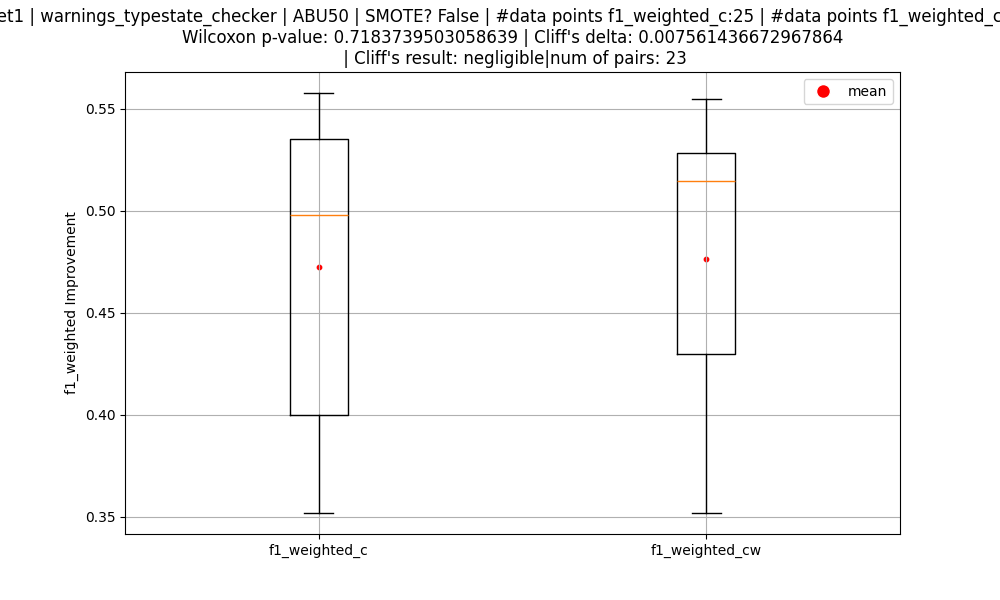 et1 | warnings_typestate_checker | ABU50 | SMOTE? False | #data points f1_weighted_c:25 | #data points f1_weighted_c
Wilcoxon p-value: 0.7183739503058639 | Cliff's delta: 0.007561436672967864
| Cliff's result: negligible|num of pairs: 23
mean
0.55
0.50
0.45
0.40
0.35
f1_weighted Improvement
f1_weighted_c
f1_weighted_cw